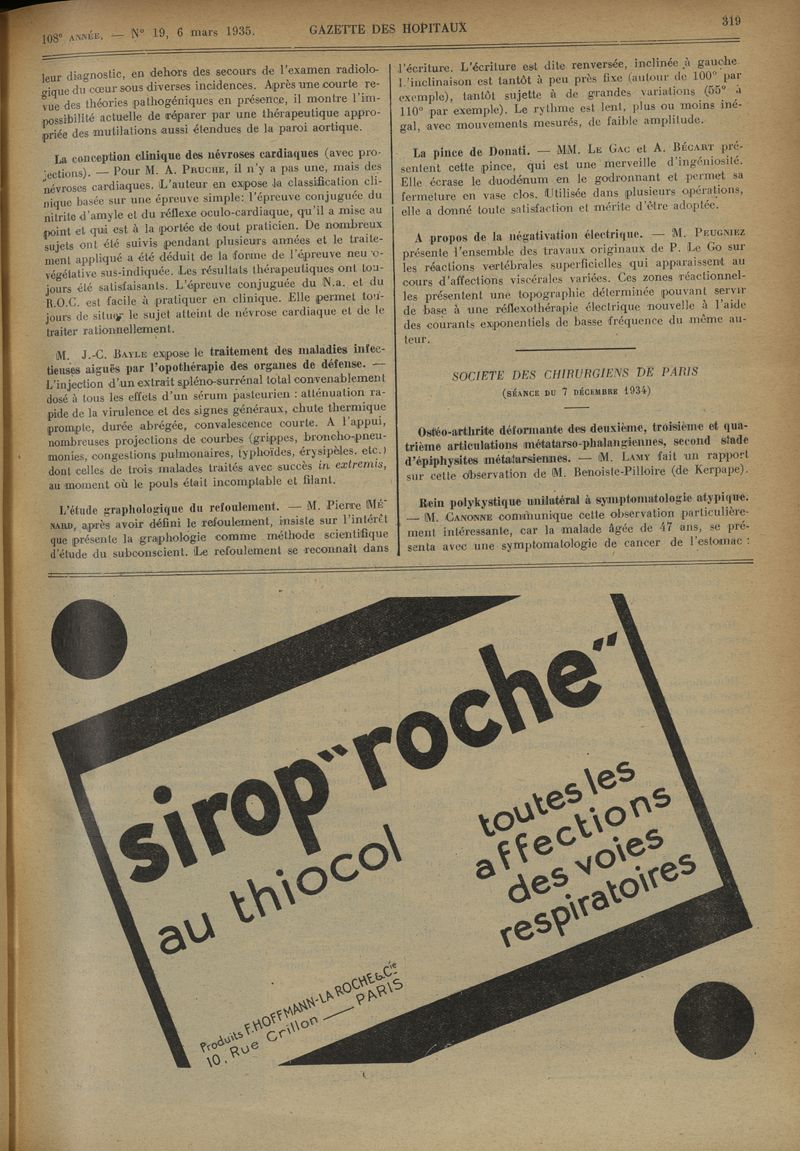 108e ANNÉE. — N° 19, 6 mars 1935.
GAZETTE DES HOPITAUX
319
leur diagnostic, en dehors des secours de l'examen radiolo-
gique du cœur sous diverses incidences. Après une courte re-
vue des théories pathogéniques en présence, il montre l'im-
possibilité actuelle de réparer par une thérapeutique appro-
priée des mutilations aussi étendues de la paroi aortique.
La conception clinique des névroses cardiaques (avec pro-
jections). — Pour M. A. PRUCHE, il n'y a pas une, mais des
névroses cardiaques. L'auteur en expose la classification cli-
nique basée sur une épreuve simple: l'épreuve conjuguée du
nitrite d'amyle et du réflexe oculo-cardiaque, qu'il a mise au
point et qui est à la portée de tout praticien. De nombreux
sujets ont été suivis pendant plusieurs années et le traite-
ment appliqué a été déduit de la forme de l'épreuve neuro-
végétative sus-indiquée. Les résultats thérapeutiques ont tou-
jours été satisfaisants. L'épreuve conjuguée du N.a. et du
R.O.C. est facile à pratiquer en clinique. Elle permet tou-
jours de situer le sujet atteint de névrose cardiaque et de le
traiter rationnellement.
M. J.-C. BAYLE expose le traitement des maladies infec-
tieuses aiguës par l'opothérapie des organes de défense. —
L'injection d'un extrait spléno-surrénal total convenablement
dosé à tous les effets d'un sérum pasteurien : atténuation ra-
pide de la virulence et des signes généraux, chute thermique
prompte, durée abrégée, convalescence courte. A l'appui,
nombreuses projections de courbes (grippes, broncho-pneu-
monies, congestions pulmonaires, typhoïdes, érysipèles, etc.)
dont celles de trois malades traités avec succès in extremis,
au moment où le pouls était incomptable et filant.
L'étude graphologique du refoulement. — M. Pierre MÉ-
NARD, après avoir défini le refoulement, insiste sur l'intérêt
que présente la graphologie comme méthode scientifique
d'étude du subconscient. Le refoulement se reconnaît dans
l'écriture. L'écriture est dite renversée, inclinée à gauche.
L'inclinaison est tantôt à peu près fixe (autour de 100° par
exemple), tantôt sujette à de grandes variations (55° à
110° par exemple). Le rythme est lent, plus ou moins iné-
gal, avec mouvements mesurés, de faible amplitude.
La pince de Donati. — MM. LE GAC et A. BÉCART pré-
sentent cette pince, qui est une merveille d'ingéniosité.
Elle écrase le duodénum en le godronnant et permet sa
fermeture en vase clos. Utilisée dans plusieurs opérations,
elle a donné toute satisfaction et mérite d'être adoptée.
A propos de la négativation électrique. — M. PEUGNIEZ
présente l'ensemble des travaux originaux de P. Le Go sur
les réactions vertébrales superficielles qui apparaissent au
cours d'affections viscérales variées. Ces zones réactionnel-
les présentent une topographie déterminée pouvant servir
de base à une réflexothérapie électrique nouvelle à l'aide
des courants exponentiels de basse fréquence du même au-
teur.
SOCIETE DES CHIRURGIENS DE PARIS
(SÉANCE DU 7 DÉCEMBRE 1934)
Ostéo-arthrite déformante des deuxième, troisième et qua-
trième articulations métatarso-phalangiennes, second stade
d'épiphysites métatarsiennes. — M. LAMY fait un rapport
sur cette observation de M. Benoiste-Pilloire (de Kerpape).
Rein polykystique unilatéral à symptomatologie atypique.
— M. CANONNE communique cette observation particulière-
ment intéressante, car la malade âgée de 47 ans, se pré-
senta avec une symptomatologie de cancer de l'estomac :
sirop "roche"
au thiocol
toutes les
affections
des voies
respiratoires
Produits F. HOFFMANN-LA ROCHE & Cie
10, Rue Crillon — PARIS